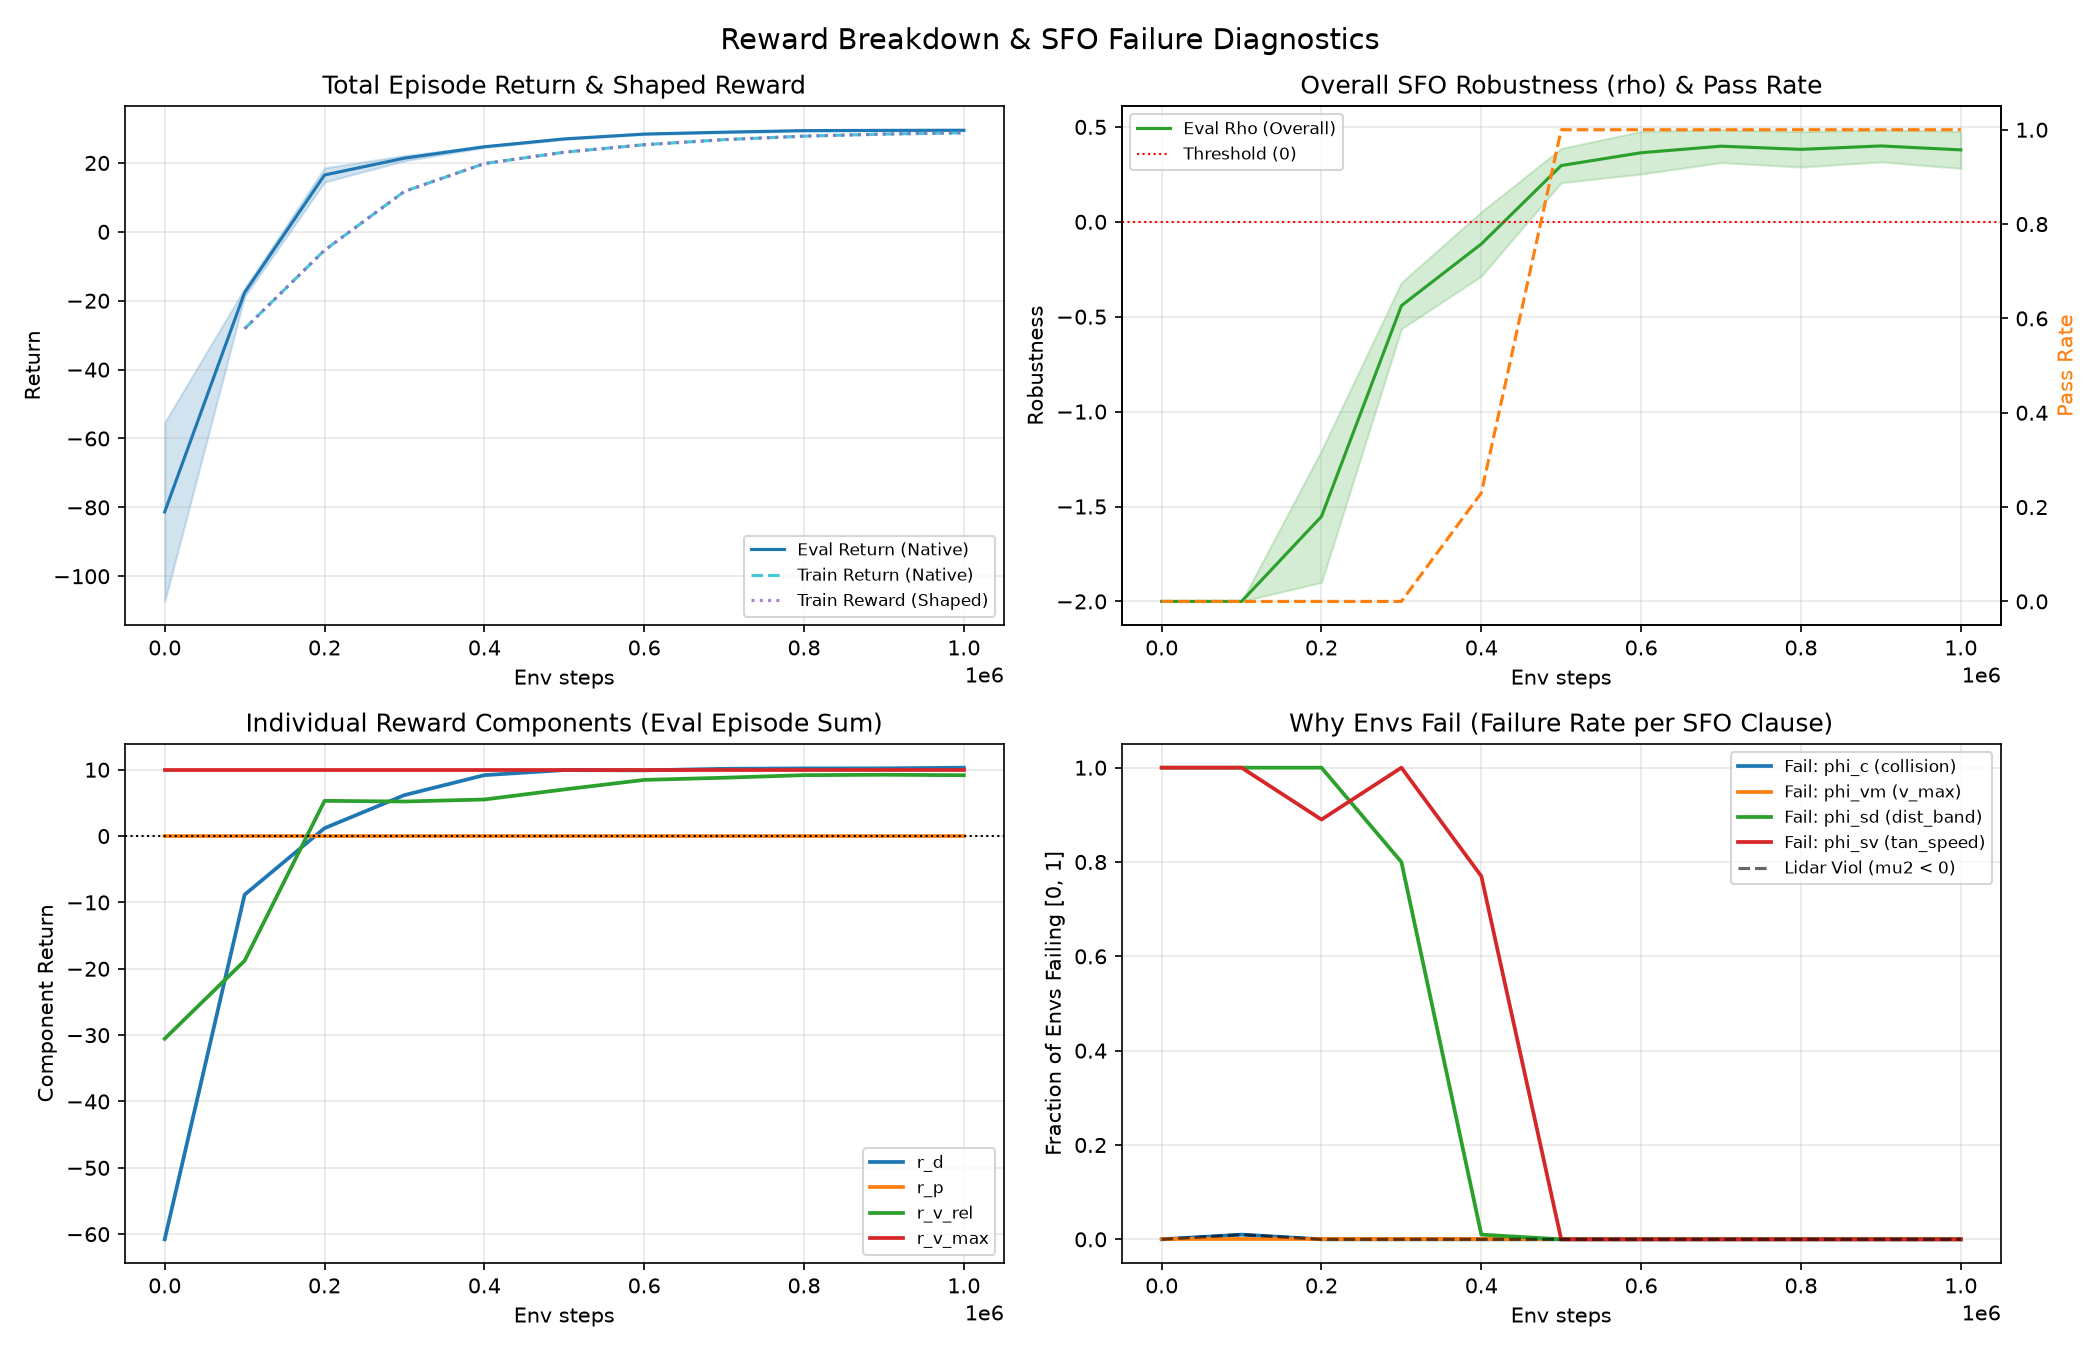 Reward Breakdown & SFO Failure Diagnostics
Total Episode Return & Shaped Reward
Return
20
0
−20
−40
−60
−80
−100
Eval Return (Native)
Train Return (Native)
Train Reward (Shaped)
0.0 0.2 0.4 0.6 0.8 1.0
1e6
Env steps
Overall SFO Robustness (rho) & Pass Rate
Robustness
0.5
0.0
−0.5
−1.0
−1.5
−2.0
Eval Rho (Overall)
Threshold (0)
1.0
0.8
0.6
0.4
0.2
0.0
Pass Rate
0.0 0.2 0.4 0.6 0.8 1.0
1e6
Env steps
Individual Reward Components (Eval Episode Sum)
Component Return
10
0
−10
−20
−30
−40
−50
−60
r_d
r_p
r_v_rel
r_v_max
0.0 0.2 0.4 0.6 0.8 1.0
1e6
Env steps
Why Envs Fail (Failure Rate per SFO Clause)
Fraction of Envs Failing [0, 1]
1.0
0.8
0.6
0.4
0.2
0.0
Fail: phi_c (collision)
Fail: phi_vm (v_max)
Fail: phi_sd (dist_band)
Fail: phi_sv (tan_speed)
Lidar Viol (mu2 < 0)
0.0 0.2 0.4 0.6 0.8 1.0
1e6
Env steps